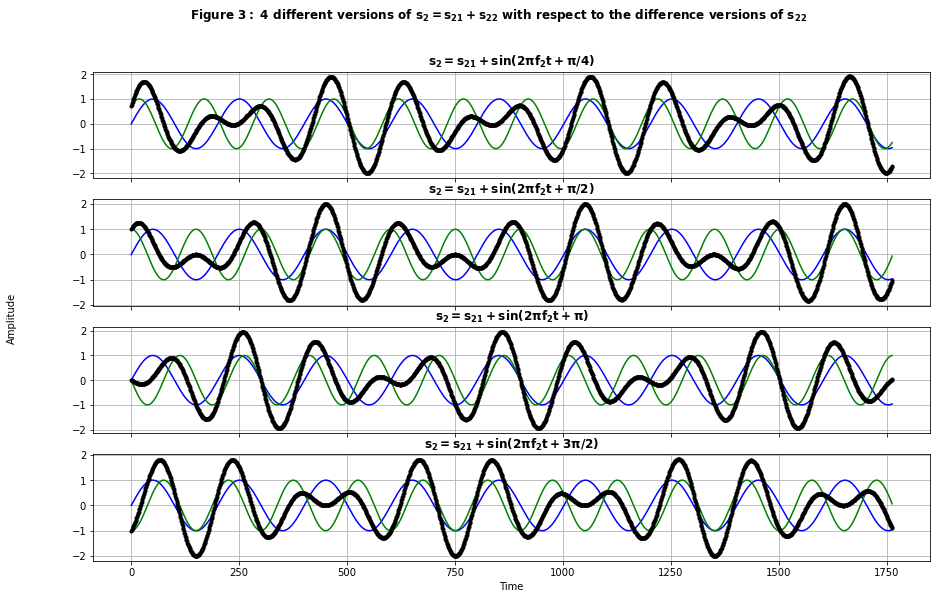 Figure 3 : 4 different versions of s₂ = s₂₁ + s₂₂ with respect to the difference versions of s₂₂
s₂ = s₂₁ + sin(2πf₂t + π/4)
2
1
0
−1
−2
s₂ = s₂₁ + sin(2πf₂t + π/2)
2
1
0
−1
−2
Amplitude
s₂ = s₂₁ + sin(2πf₂t + π)
2
1
0
−1
−2
s₂ = s₂₁ + sin(2πf₂t + 3π/2)
2
1
0
−1
−2
0 250 500 750 1000 1250 1500 1750
Time